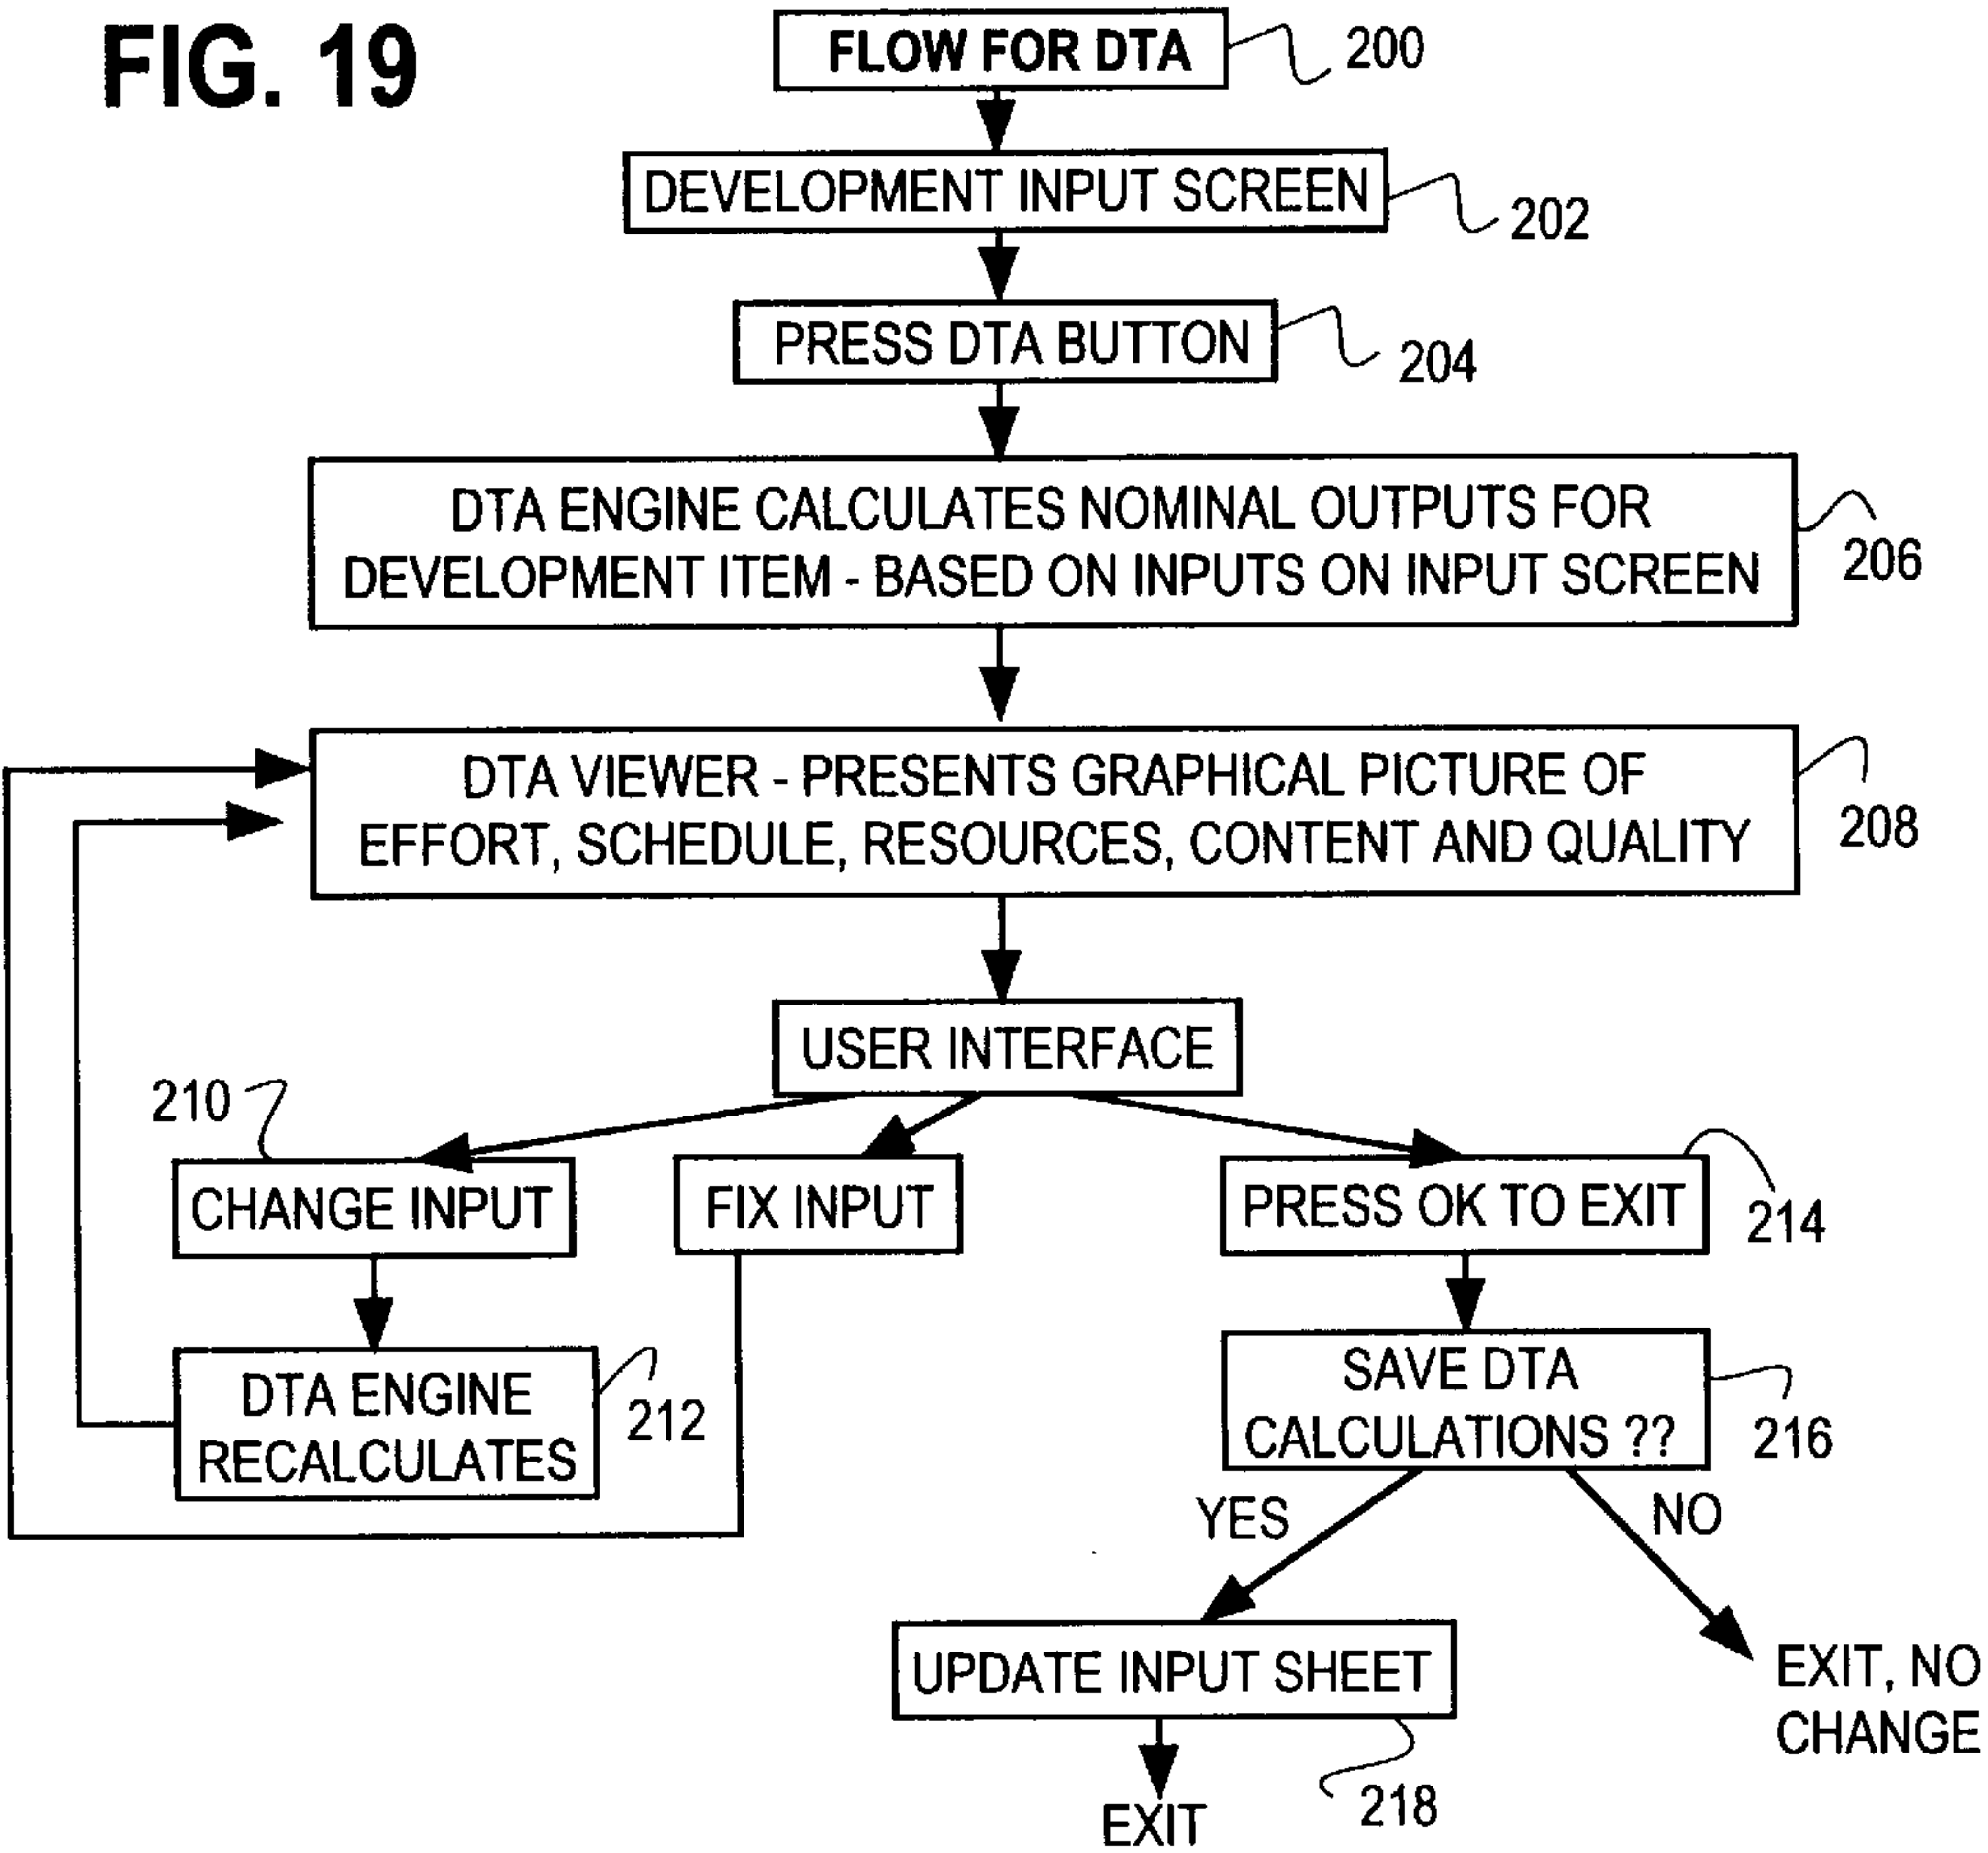 FIG. 19
FLOW FOR DTA
200
DEVELOPMENT INPUT SCREEN
202
PRESS DTA BUTTON
204
DTA ENGINE CALCULATES NOMINAL OUTPUTS FOR
DEVELOPMENT ITEM - BASED ON INPUTS ON INPUT SCREEN
206
DTA VIEWER - PRESENTS GRAPHICAL PICTURE OF
EFFORT, SCHEDULE, RESOURCES, CONTENT AND QUALITY
208
USER INTERFACE
210
CHANGE INPUT
FIX INPUT
PRESS OK TO EXIT
214
DTA ENGINE
RECALCULATES
212
SAVE DTA
CALCULATIONS ??
216
YES
NO
UPDATE INPUT SHEET
218
EXIT, NO
CHANGE
EXIT